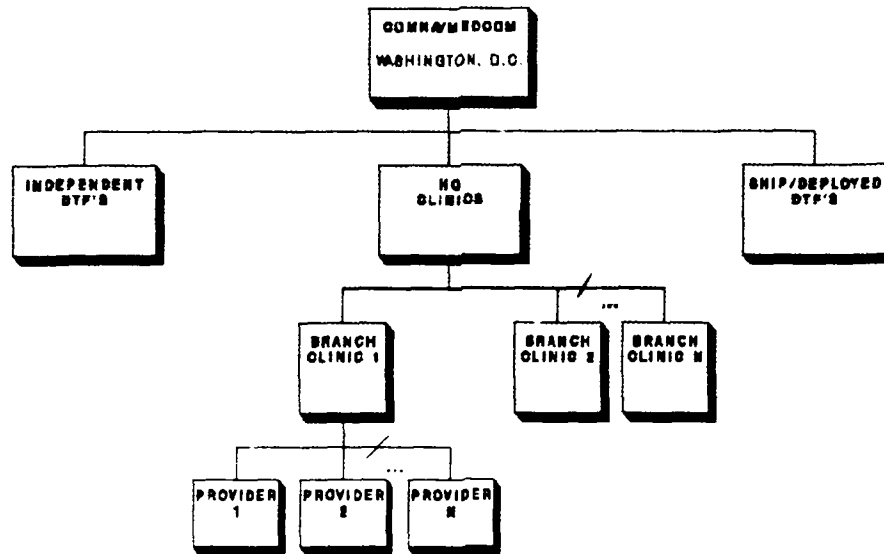 COMNAVMEDCOM
WASHINGTON, D.C.
INDEPENDENT
DTF'S
HQ
CLINICS
SHIP/DEPLOYED
DTF'S
...
BRANCH
CLINIC 1
BRANCH
CLINIC 2
BRANCH
CLINIC N
...
PROVIDER
1
PROVIDER
2
PROVIDER
N